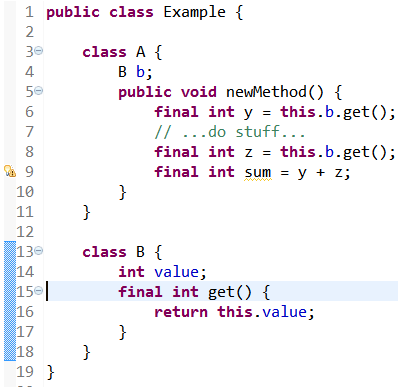 1 public class Example {
2
3 class A {
4 B b;
5 public void newMethod() {
6 final int y = this.b.get();
7 // ...do stuff...
8 final int z = this.b.get();
9 final int sum = y + z;
10 }
11 }
12
13 class B {
14 int value;
15 final int get() {
16 return this.value;
17 }
18 }
19 }